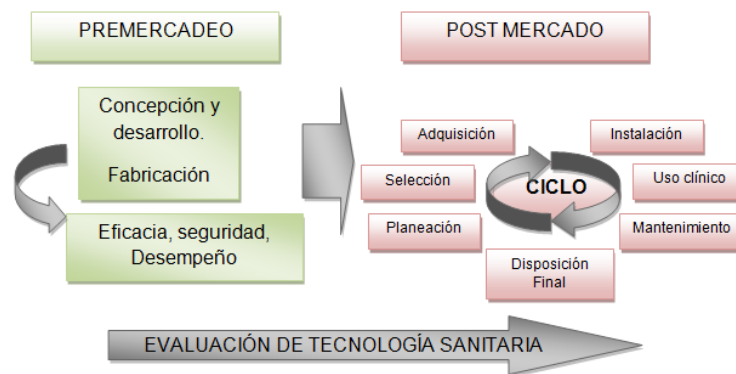 PREMERCADEO
POST MERCADO
Concepción y
desarrollo.
Fabricación
Eficacia, seguridad,
Desempeño
Adquisición
Instalación
Selección
CICLO
Uso clínico
Planeación
Mantenimiento
Disposición
Final
EVALUACIÓN DE TECNOLOGÍA SANITARIA